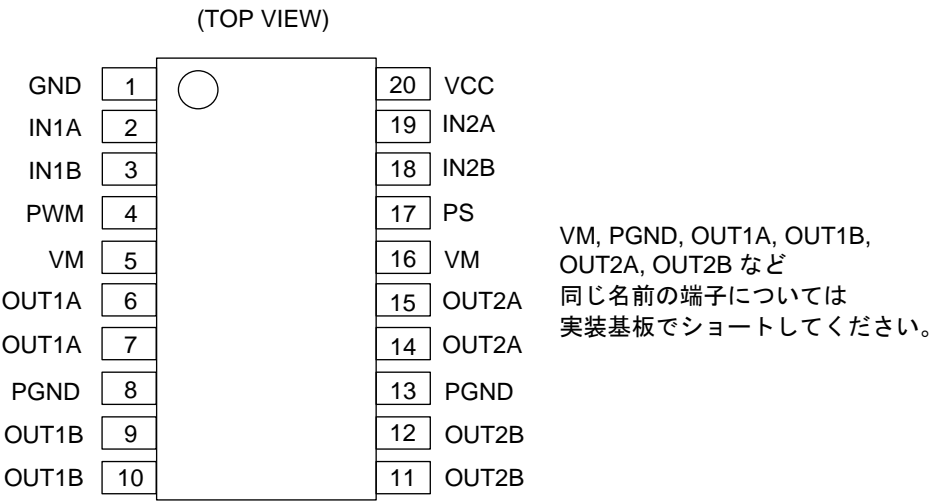 (TOP VIEW)
GND 1 20 VCC
IN1A 2 19 IN2A
IN1B 3 18 IN2B
PWM 4 17 PS
VM 5 16 VM
OUT1A 6 15 OUT2A
OUT1A 7 14 OUT2A
PGND 8 13 PGND
OUT1B 9 12 OUT2B
OUT1B 10 11 OUT2B
VM, PGND, OUT1A, OUT1B,
OUT2A, OUT2B など
同じ名前の端子については
実装基板でショートしてください。